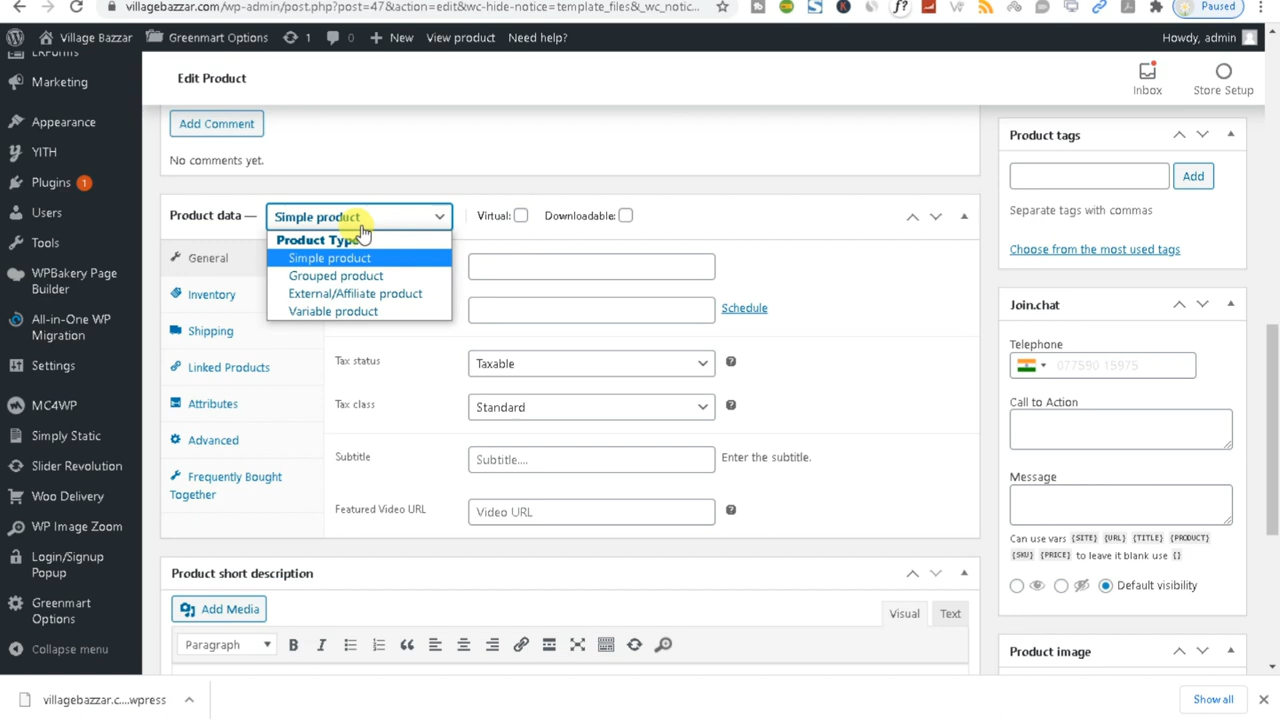 villagebazzar.com/wp-admin/post.php?post=47&action=edit&wc-hide-notice=template_files&_wc_notic...
Paused
Village Bazzar
Greenmart Options
1
0
New
View product
Need help?
Howdy, admin
Marketing
Appearance
YITH
Plugins 1
Users
Tools
WPBakery Page
Builder
All-in-One WP
Migration
Settings
MC4WP
Simply Static
Slider Revolution
Woo Delivery
WP Image Zoom
Login/Signup
Popup
Greenmart
Options
Collapse menu
Edit Product
Inbox
Store Setup
Add Comment
No comments yet.
Product data —
Simple product
Virtual:
Downloadable:
Product Type
Simple product
Grouped product
External/Affiliate product
Variable product
General
Inventory
Shipping
Linked Products
Attributes
Advanced
Frequently Bought
Together
Schedule
Tax status
Taxable
Tax class
Standard
Subtitle
Subtitle....
Enter the subtitle.
Featured Video URL
Video URL
Product short description
Add Media
Visual
Text
Paragraph
B
I
Product tags
Add
Separate tags with commas
Choose from the most used tags
Join.chat
Telephone
077590 15975
Call to Action
Message
Can use vars {SITE} {URL} {TITLE} {PRODUCT}
{SKU} {PRICE} to leave it blank use {}
Default visibility
Product image
villagebazzar.c....wpress
Show all